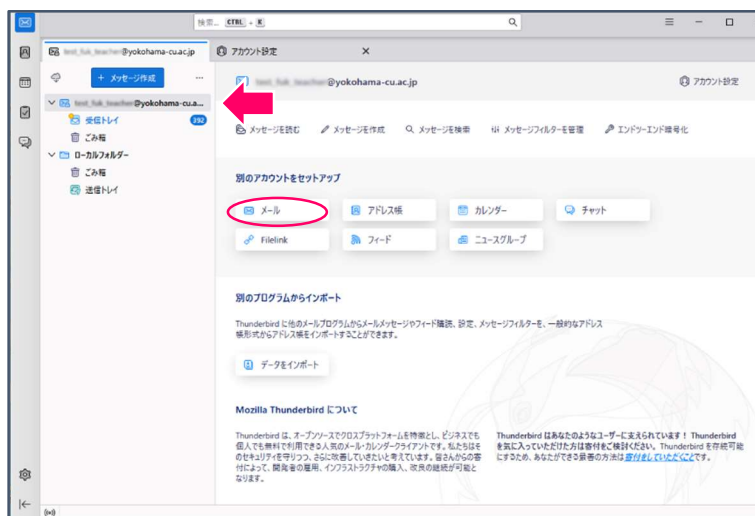 検索... CTRL + K
@yokohama-cu.ac.jp
アカウント設定
+ メッセージ作成
@yokohama-cu.a...
受信トレイ 292
ごみ箱
ローカルフォルダー
ごみ箱
送信トレイ
@yokohama-cu.ac.jp
アカウント設定
メッセージを読む メッセージを作成 メッセージを検索 メッセージフィルターを管理 エンドツーエンド暗号化
別のアカウントをセットアップ
メール アドレス帳 カレンダー チャット
Filelink フィード ニュースグループ
別のプログラムからインポート
Thunderbird に他のメールプログラムからメールメッセージやフィード購読、設定、メッセージフィルターを、一般的なアドレス
帳形式からアドレス帳をインポートすることができます。
データをインポート
Mozilla Thunderbird について
Thunderbird は、オープンソースでクロスプラットフォームを特徴とし、ビジネスでも
個人でも無料で利用できる人気のメール・カレンダークライアントです。私たちはそ
のセキュリティを守りつつ、さらに改善していきたいと考えています。皆さんからの寄
付によって、開発者の雇用、インフラストラクチャの購入、改良の継続が可能と
なります。
Thunderbird はあなたのようなユーザーに支えられています！ Thunderbird
を気に入っていただけた方は寄付をご検討ください。Thunderbird を存続可能
にするため、あなたができる最善の方法は寄付をしていただくことです。